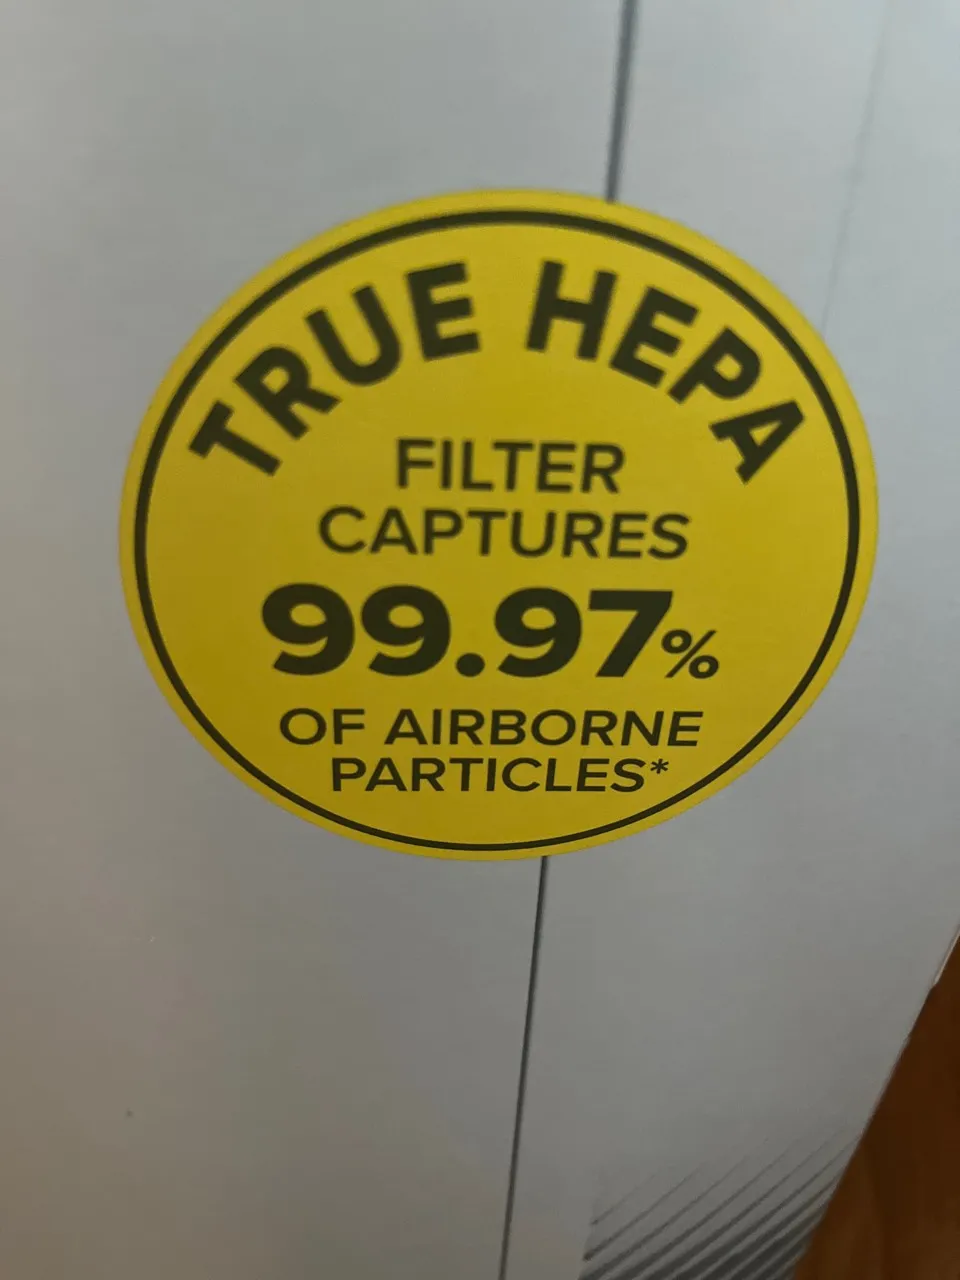 TRUE HEPA
FILTER
CAPTURES
99.97%
OF AIRBORNE
PARTICLES*